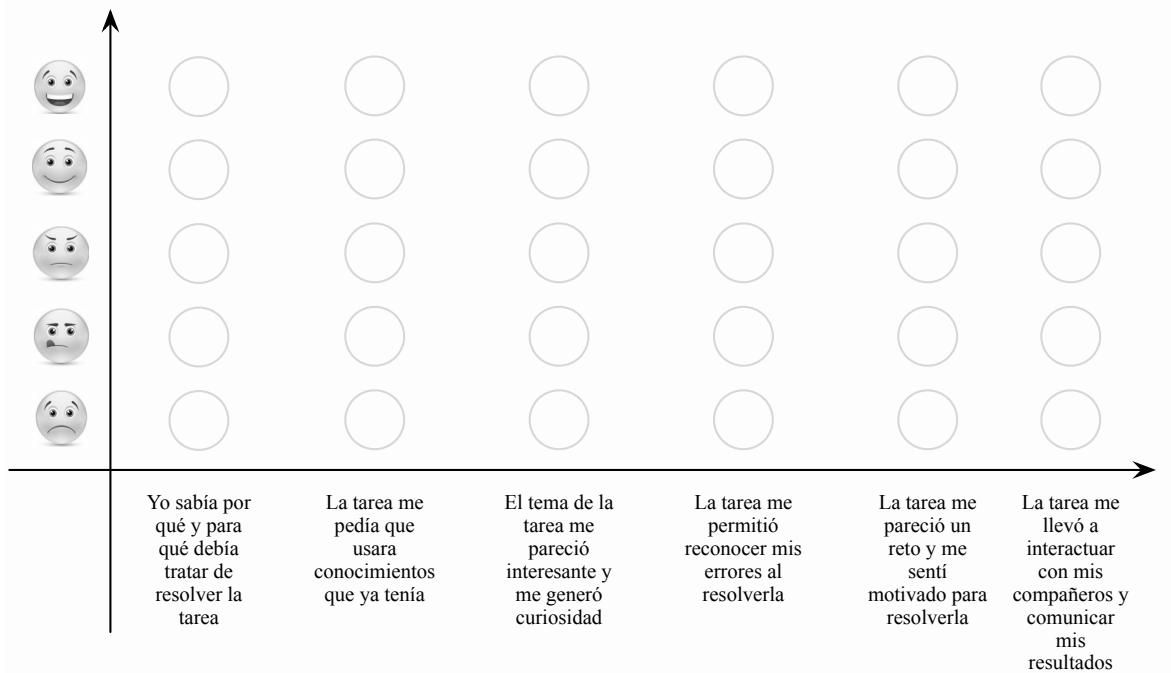 Yo sabía por
qué y para
qué debía
tratar de
resolver la
tarea
La tarea me
pedía que
usara
conocimientos
que ya tenía
El tema de la
tarea me
pareció
interesante y
me generó
curiosidad
La tarea me
permitió
reconocer mis
errores al
resolverla
La tarea me
pareció un
reto y me
sentí
motivado para
resolverla
La tarea me
llevó a
interactuar
con mis
compañeros y
comunicar
mis
resultados